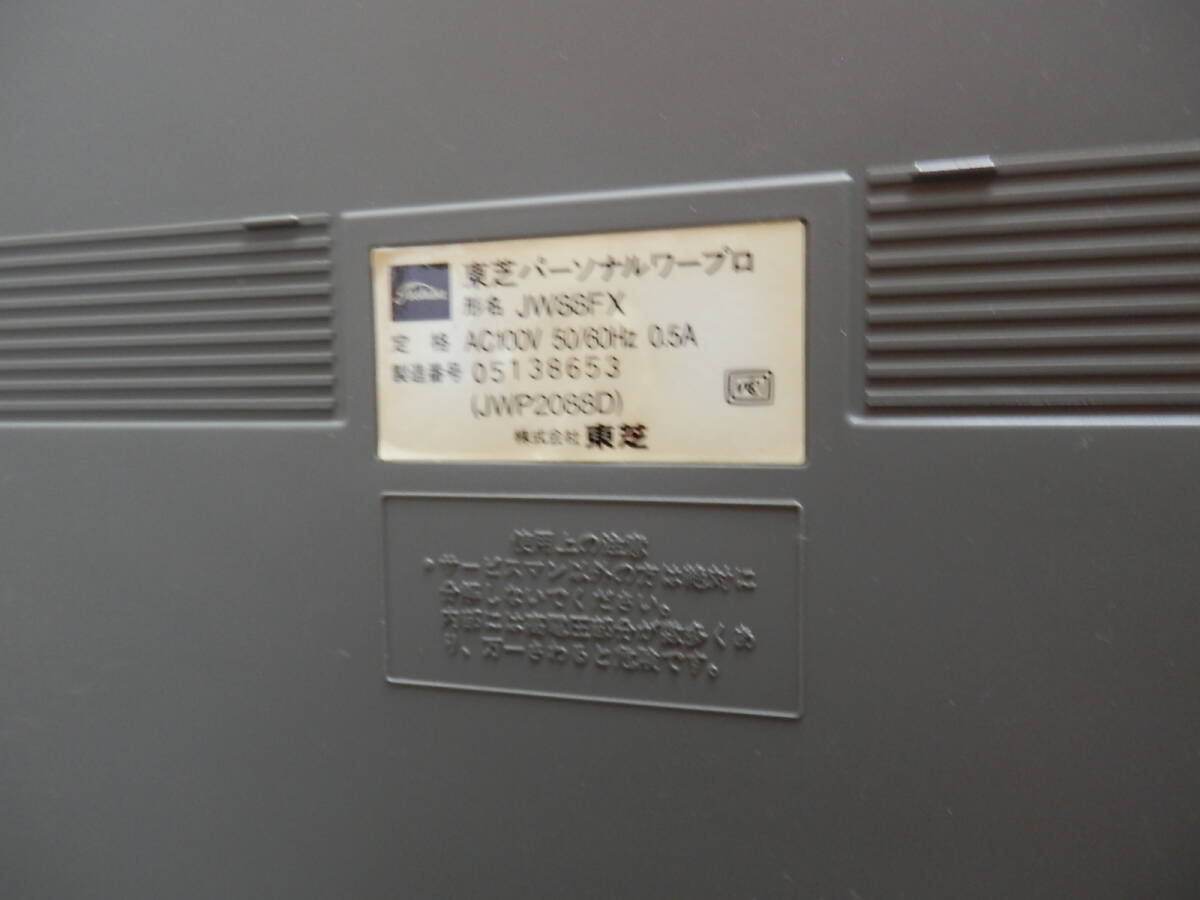 東芝パーソナルワープロ
形名 JW88FX
定格 AC100V 50/60Hz 0.5A
製造番号 05138653
(JWP2088D)
株式会社 東芝
使用上の注意
・サービスマン以外の方は絶対に
分解しないでください。
内部には高電圧部分が数多くあ
り、万一さわると危険です。